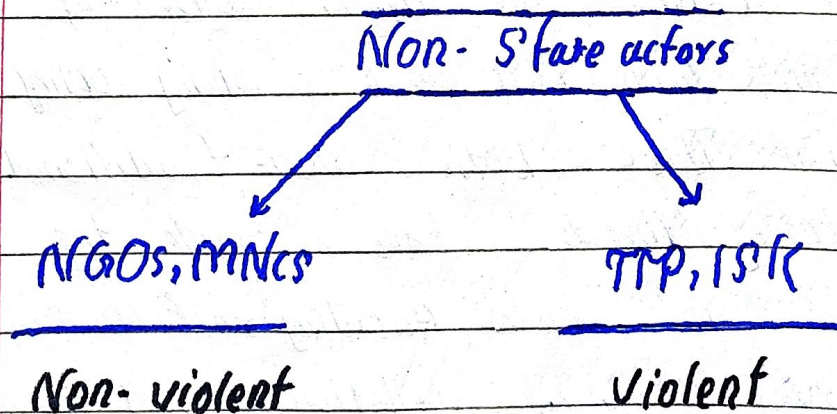 Non-State actors
NGOs, MNCs
TTP, ISK
Non-violent
Violent